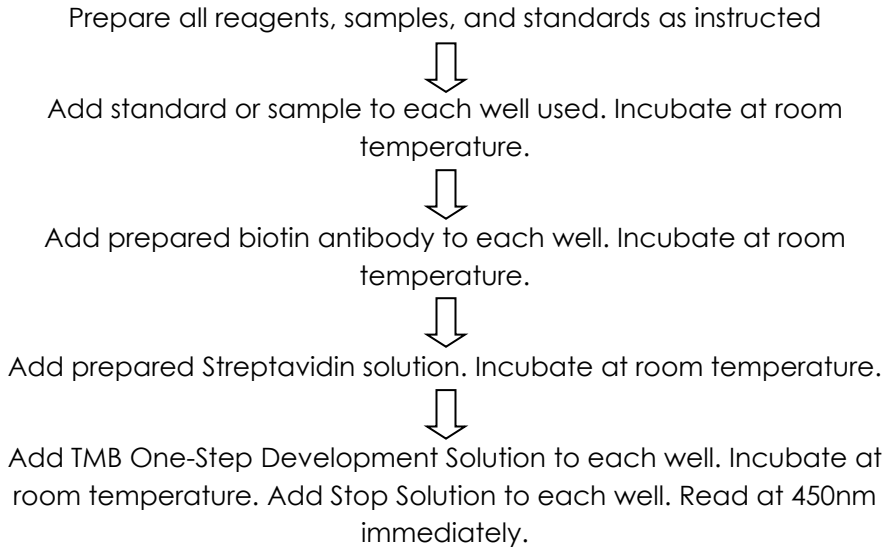 Prepare all reagents, samples, and standards as instructed
Add standard or sample to each well used. Incubate at room
temperature.
Add prepared biotin antibody to each well. Incubate at room
temperature.
Add prepared Streptavidin solution. Incubate at room temperature.
Add TMB One-Step Development Solution to each well. Incubate at
room temperature. Add Stop Solution to each well. Read at 450nm
immediately.